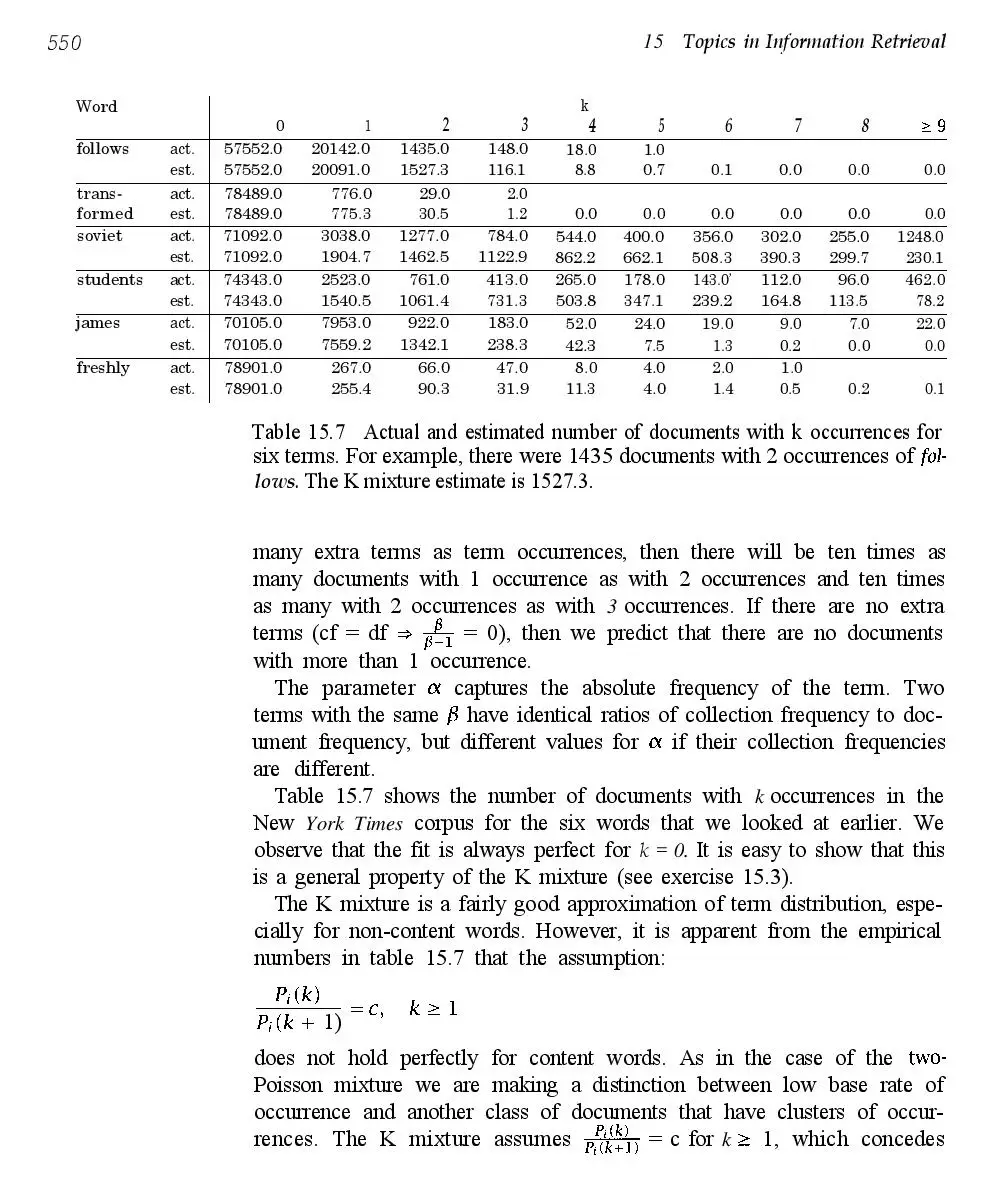 550
15 Topics in Information Retrieval
Word k
0 1 2 3 4 5 6 7 8 ≥ 9
follows act. 57552.0 20142.0 1435.0 148.0 18.0 1.0
est. 57552.0 20091.0 1527.3 116.1 8.8 0.7 0.1 0.0 0.0 0.0
trans- act. 78489.0 776.0 29.0 2.0
formed est. 78489.0 775.3 30.5 1.2 0.0 0.0 0.0 0.0 0.0 0.0
soviet act. 71092.0 3038.0 1277.0 784.0 544.0 400.0 356.0 302.0 255.0 1248.0
est. 71092.0 1904.7 1462.5 1122.9 862.2 662.1 508.3 390.3 299.7 230.1
students act. 74343.0 2523.0 761.0 413.0 265.0 178.0 143.0' 112.0 96.0 462.0
est. 74343.0 1540.5 1061.4 731.3 503.8 347.1 239.2 164.8 113.5 78.2
james act. 70105.0 7953.0 922.0 183.0 52.0 24.0 19.0 9.0 7.0 22.0
est. 70105.0 7559.2 1342.1 238.3 42.3 7.5 1.3 0.2 0.0 0.0
freshly act. 78901.0 267.0 66.0 47.0 8.0 4.0 2.0 1.0
est. 78901.0 255.4 90.3 31.9 11.3 4.0 1.4 0.5 0.2 0.1
Table 15.7 Actual and estimated number of documents with k occurrences for
six terms. For example, there were 1435 documents with 2 occurrences of fol-
lows. The K mixture estimate is 1527.3.
many extra terms as term occurrences, then there will be ten times as
many documents with 1 occurrence as with 2 occurrences and ten times
as many with 2 occurrences as with 3 occurrences. If there are no extra
terms (cf = df ⇒ β/(β−1) = 0), then we predict that there are no documents
with more than 1 occurrence.
The parameter α captures the absolute frequency of the term. Two
terms with the same β have identical ratios of collection frequency to doc-
ument frequency, but different values for α if their collection frequencies
are different.
Table 15.7 shows the number of documents with k occurrences in the
New York Times corpus for the six words that we looked at earlier. We
observe that the fit is always perfect for k = 0. It is easy to show that this
is a general property of the K mixture (see exercise 15.3).
The K mixture is a fairly good approximation of term distribution, espe-
cially for non-content words. However, it is apparent from the empirical
numbers in table 15.7 that the assumption:
Pi(k)/Pi(k + 1) = c, k ≥ 1
does not hold perfectly for content words. As in the case of the two-
Poisson mixture we are making a distinction between low base rate of
occurrence and another class of documents that have clusters of occur-
rences. The K mixture assumes Pi(k)/Pi(k+1) = c for k ≥ 1, which concedes